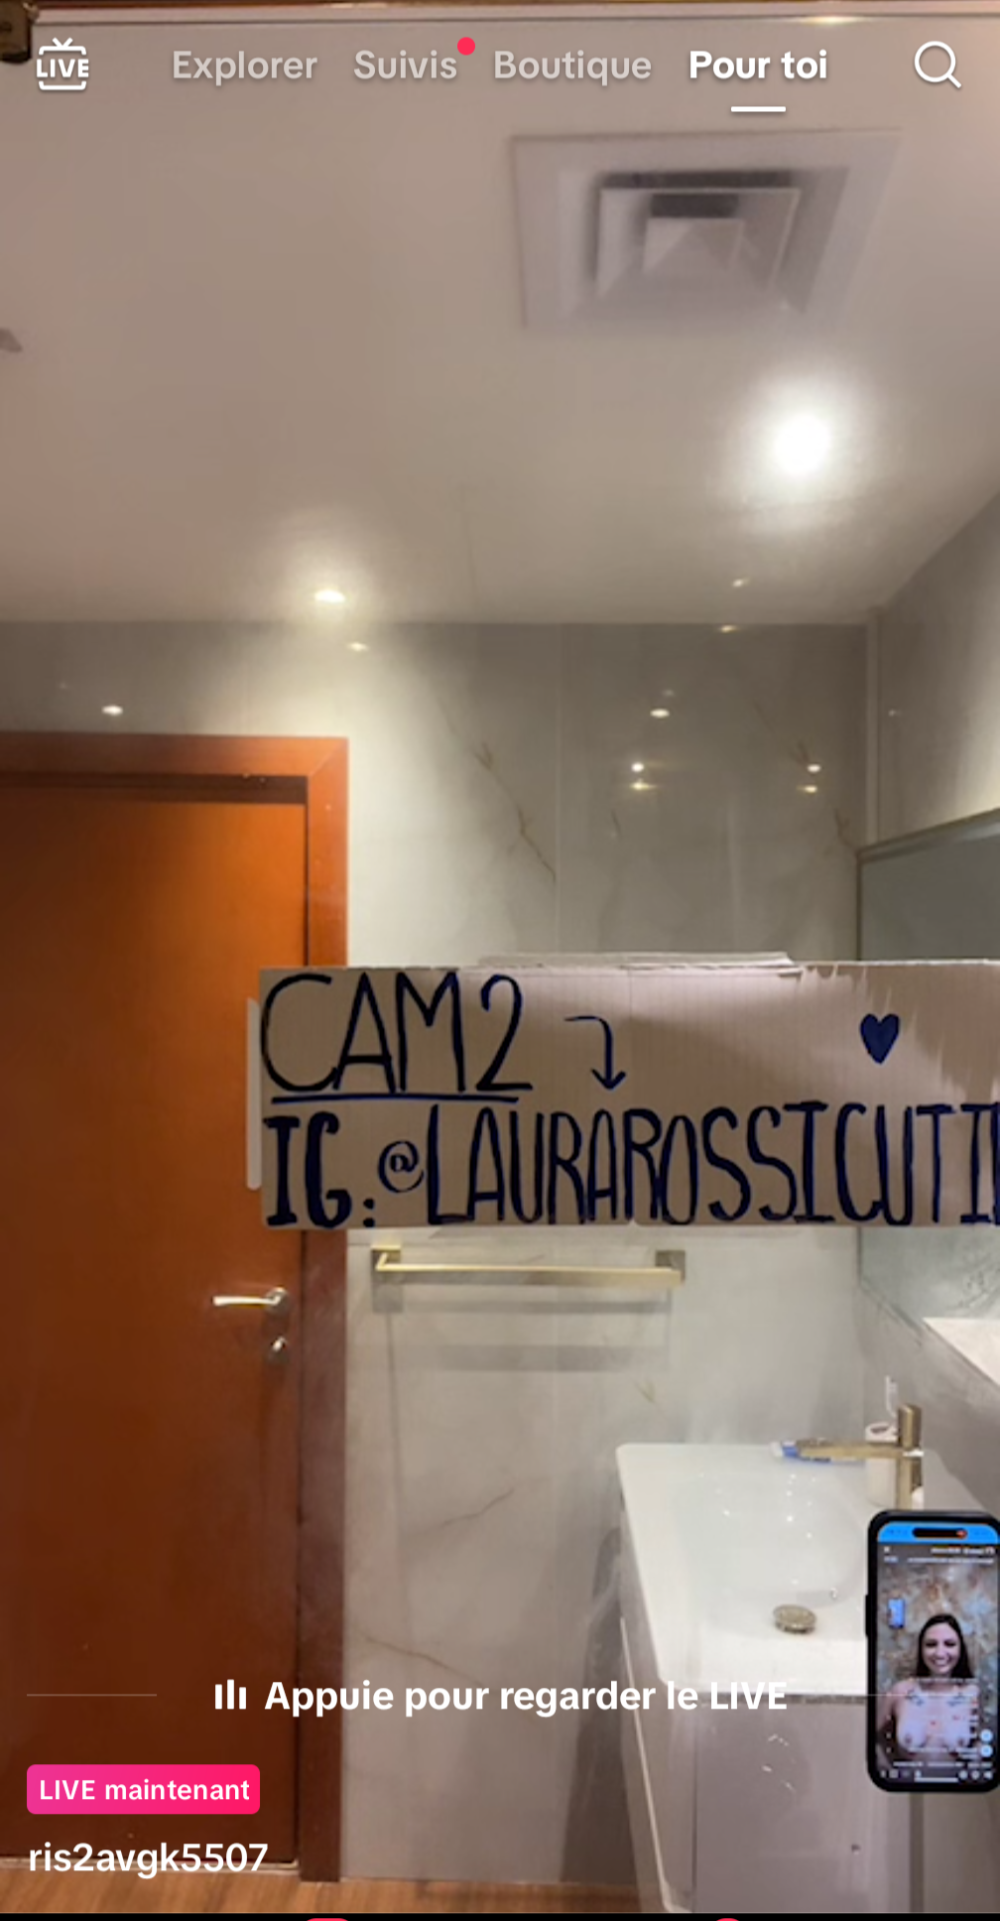 LIVE
Explorer Suivis Boutique Pour toi
CAM2
IG: @LAURAROSSICUTI
Appuie pour regarder le LIVE
LIVE maintenant
ris2avgk5507